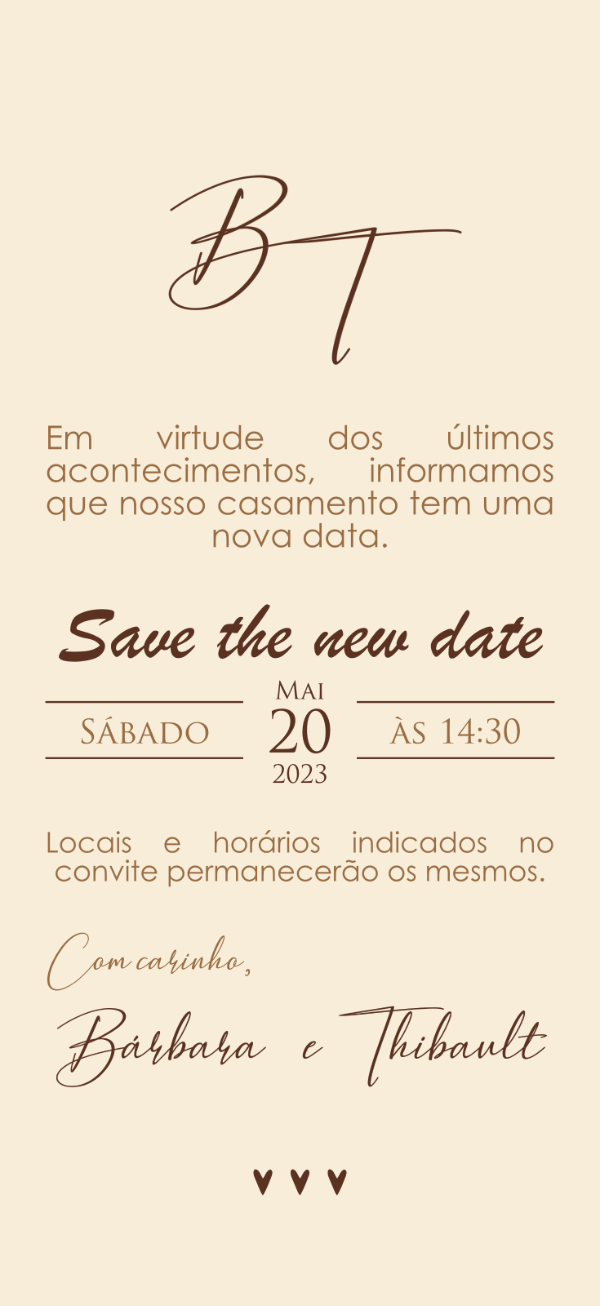 BT
Em virtude dos últimos
acontecimentos, informamos
que nosso casamento tem uma
nova data.
Save the new date
MAI
SÁBADO 20 ÀS 14:30
2023
Locais e horários indicados no
convite permanecerão os mesmos.
Com carinho,
Bárbara e Thibault